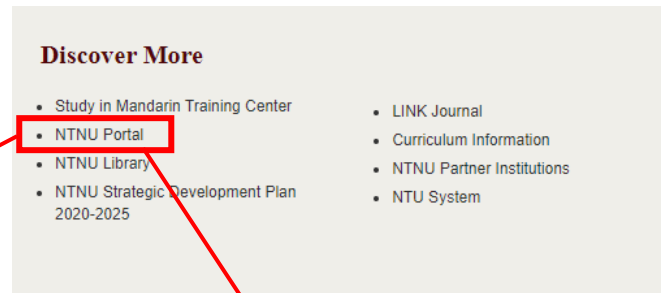 Discover More
Study in Mandarin Training Center
NTNU Portal
NTNU Library
NTNU Strategic Development Plan
2020-2025
LINK Journal
Curriculum Information
NTNU Partner Institutions
NTU System